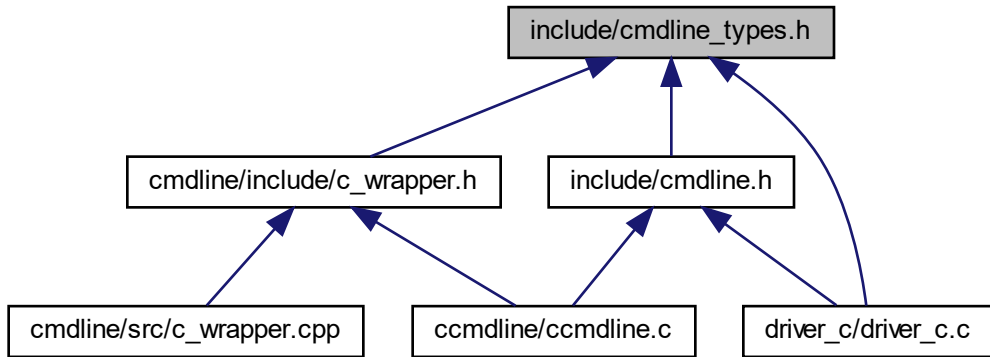 include/cmdline_types.h
cmdline/include/c_wrapper.h
include/cmdline.h
cmdline/src/c_wrapper.cpp
ccmdline/ccmdline.c
driver_c/driver_c.c